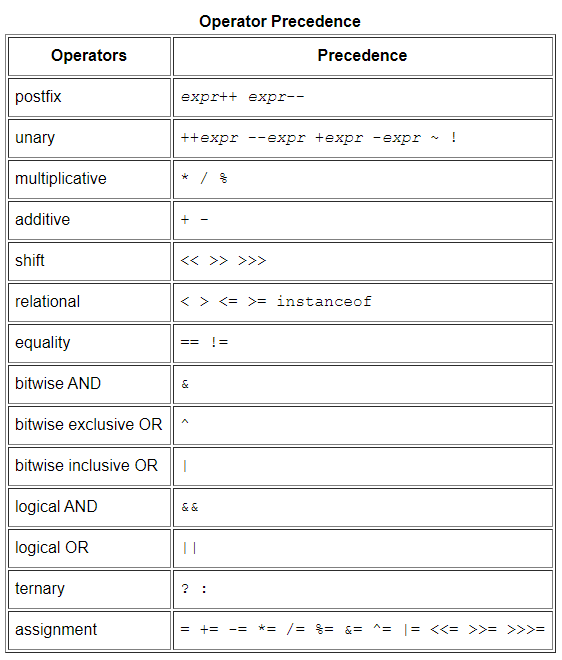 Operator Precedence
Operators Precedence
postfix expr++ expr--
unary ++expr --expr +expr -expr ~ !
multiplicative * / %
additive + -
shift << >> >>>
relational < > <= >= instanceof
equality == !=
bitwise AND &
bitwise exclusive OR ^
bitwise inclusive OR |
logical AND &&
logical OR ||
ternary ? :
assignment = += -= *= /= %= &= ^= |= <<= >>= >>>=